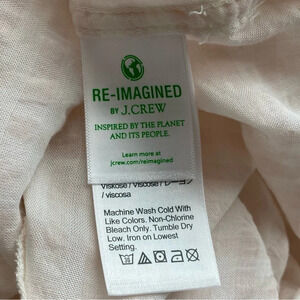 RE-IMAGINED
BY J.CREW
INSPIRED BY THE PLANET
AND ITS PEOPLE.
Learn more at
jcrew.com/reimagined
Viskose / Viscose / レーヨン
/ viscosa
Machine Wash Cold With
Like Colors. Non-Chlorine
Bleach Only. Tumble Dry
Low. Iron on Lowest
Setting.